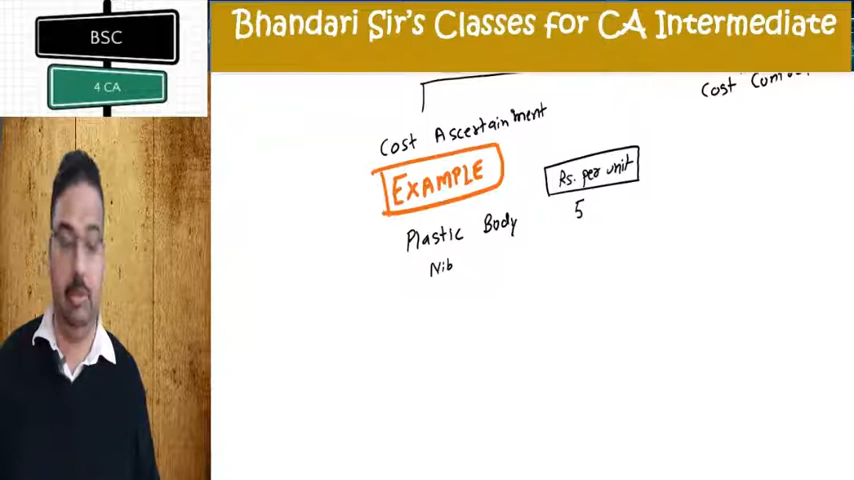 BSC
4 CA
Bhandari Sir's Classes for CA Intermediate
Cost
Cost Ascertainment
EXAMPLE
Rs. per unit
Plastic Body 5
Nib